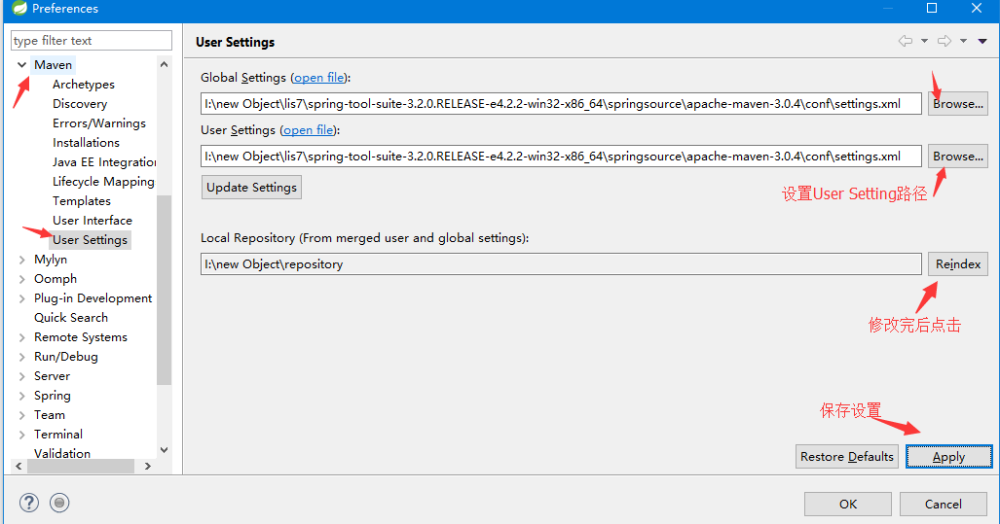 Preferences
type filter text
Maven
Archetypes
Discovery
Errors/Warnings
Installations
Java EE Integration
Lifecycle Mapping
Templates
User Interface
User Settings
Mylyn
Oomph
Plug-in Development
Quick Search
Remote Systems
Run/Debug
Server
Spring
Team
Terminal
Validation
User Settings
Global Settings (open file):
I:\new Object\lis7\spring-tool-suite-3.2.0.RELEASE-e4.2.2-win32-x86_64\springsource\apache-maven-3.0.4\conf\settings.xml
Browse...
User Settings (open file):
I:\new Object\lis7\spring-tool-suite-3.2.0.RELEASE-e4.2.2-win32-x86_64\springsource\apache-maven-3.0.4\conf\settings.xml
Browse...
Update Settings
设置User Setting路径
Local Repository (From merged user and global settings):
I:\new Object\repository
Reindex
修改完后点击
保存设置
Restore Defaults
Apply
OK
Cancel